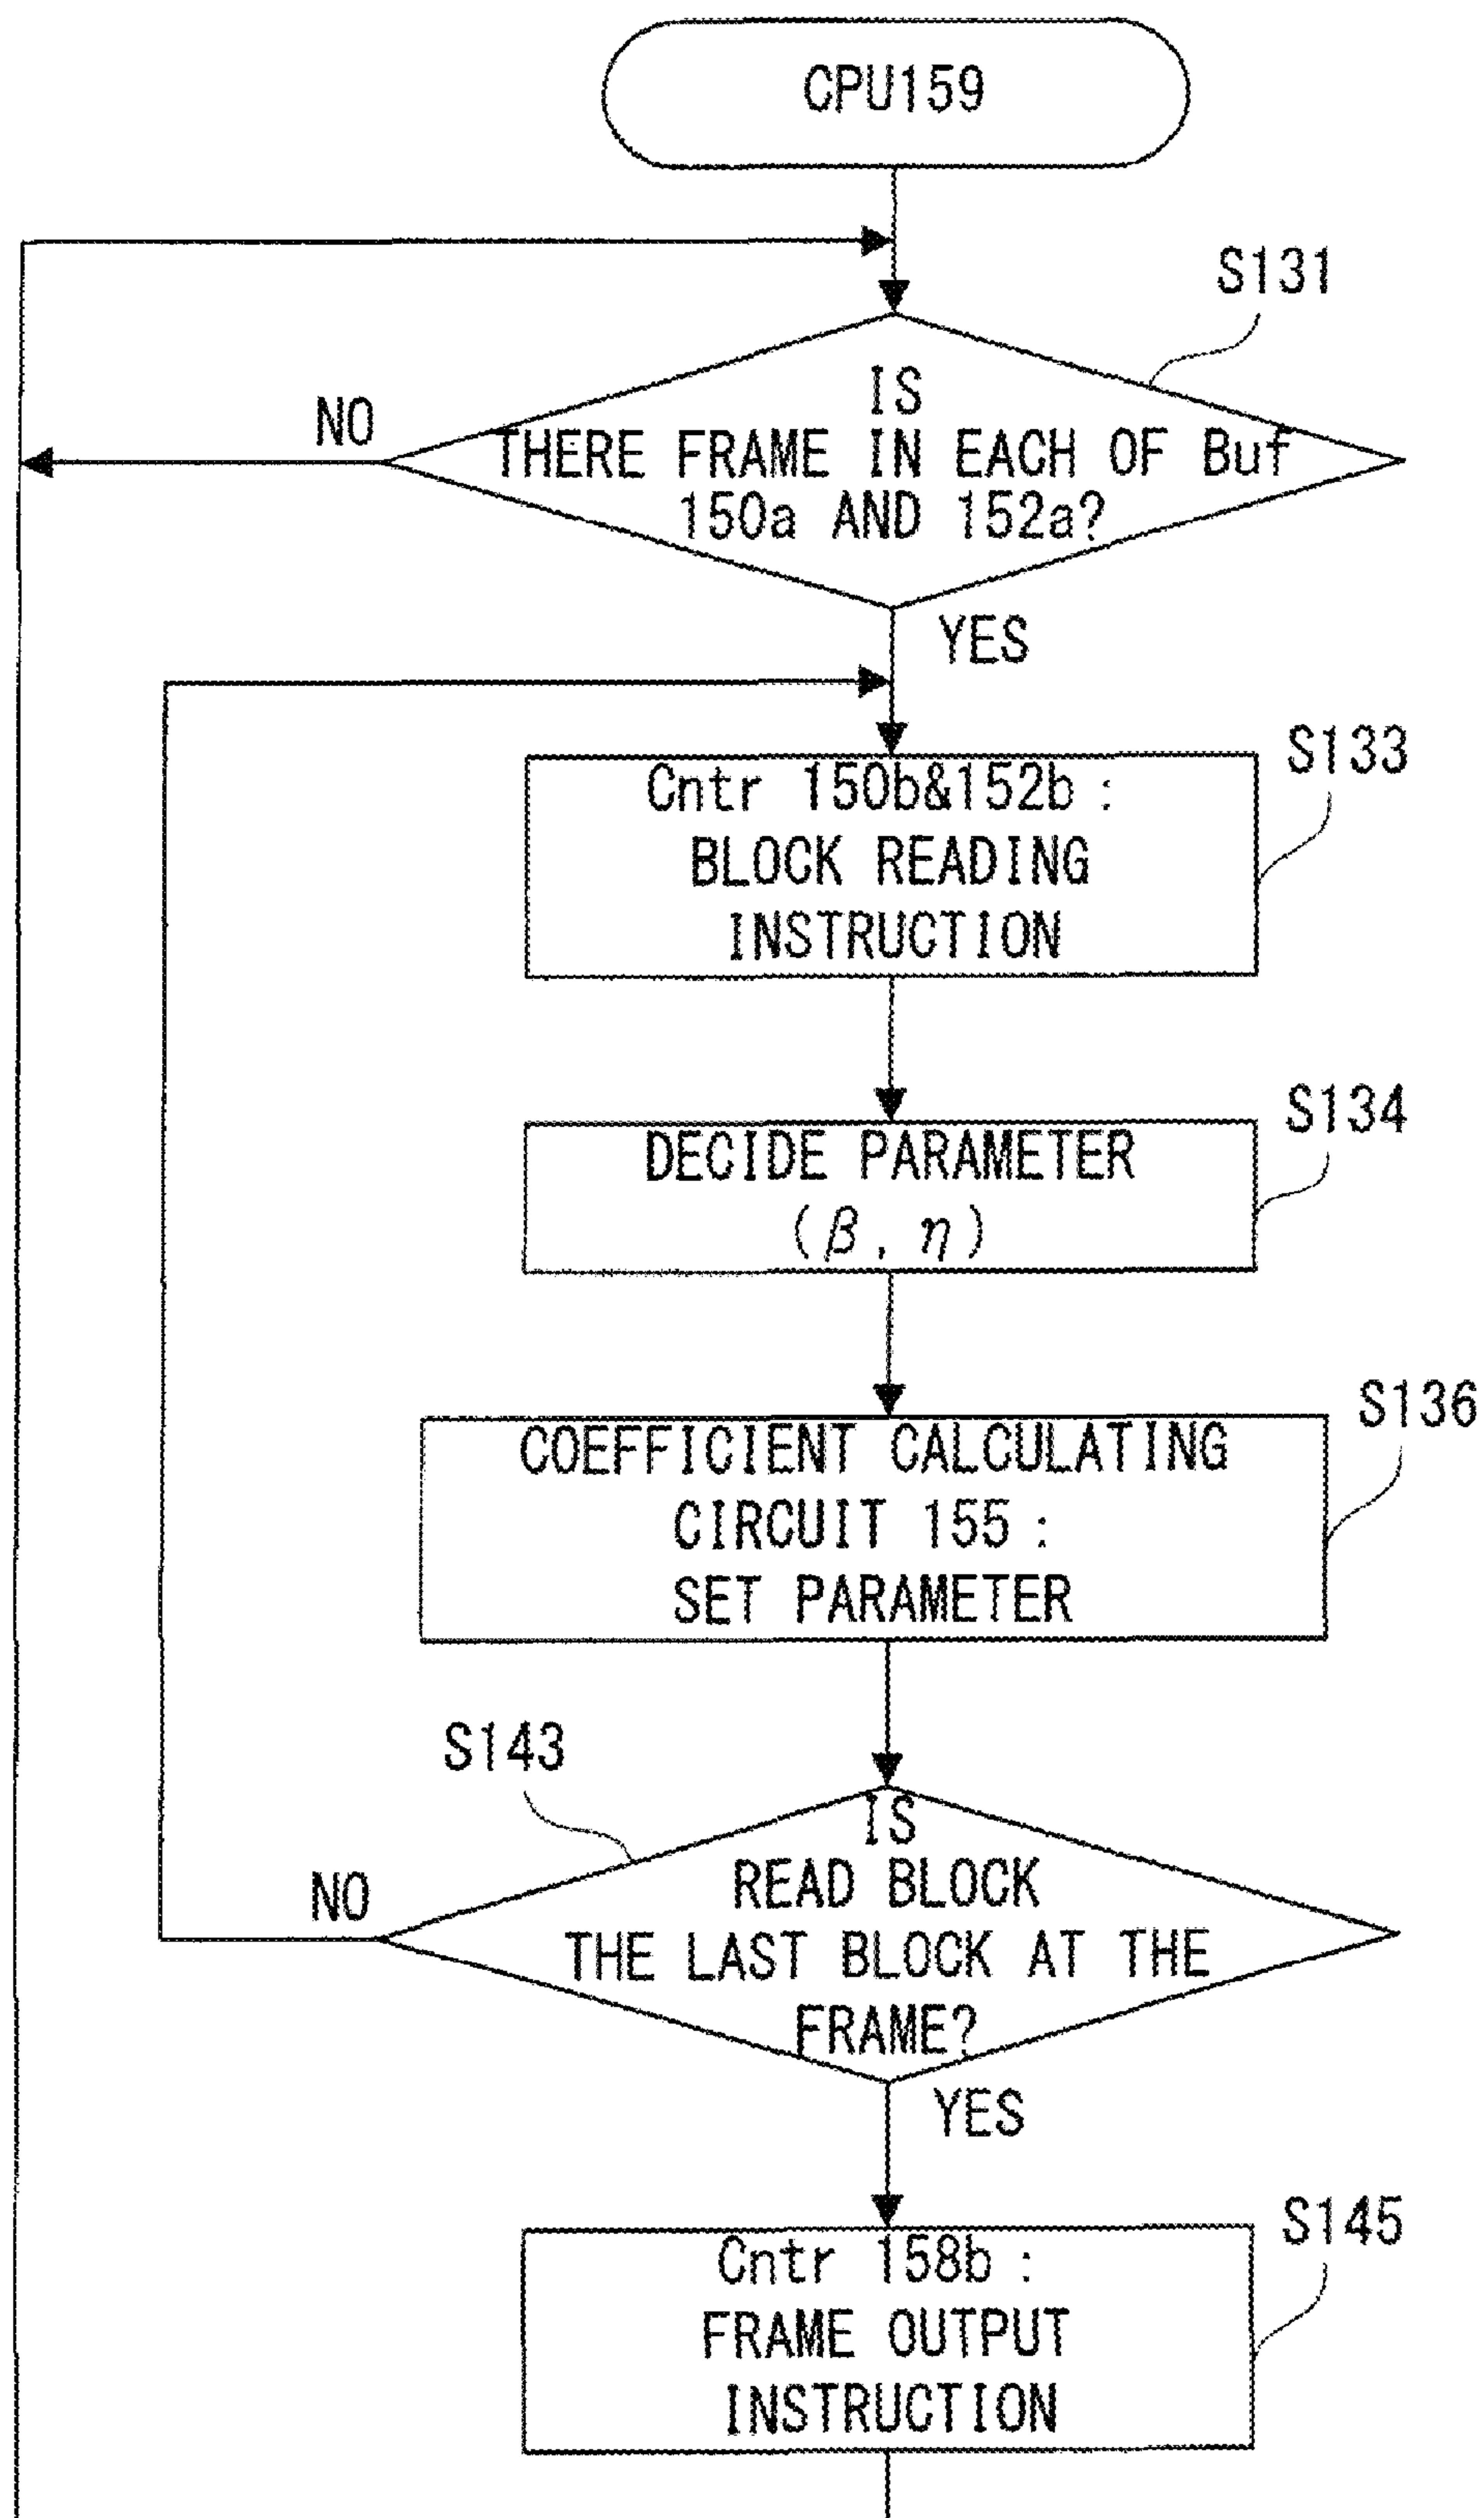 CPU159
S131
IS
NO
THERE FRAME IN EACH OF Buf
150a AND 152a?
YES
S133
Cntr 150b&152b :
BLOCK READING
INSTRUCTION
S134
DECIDE PARAMETER
(β, η)
S136
COEFFICIENT CALCULATING
CIRCUIT 155 :
SET PARAMETER
S143
IS
READ BLOCK
NO
THE LAST BLOCK AT THE
FRAME?
YES
S145
Cntr 158b :
FRAME OUTPUT
INSTRUCTION